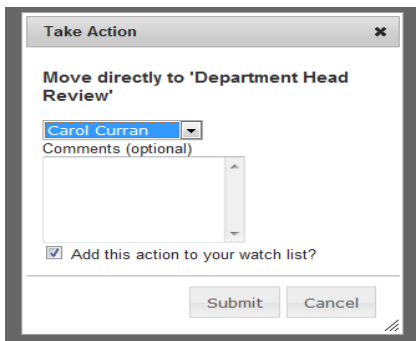 Take Action
Move directly to 'Department Head
Review'
Carol Curran
Comments (optional)
Add this action to your watch list?
Submit Cancel